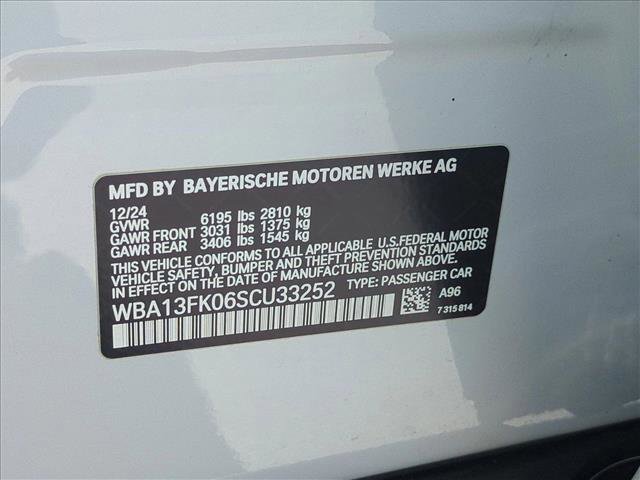 MFD BY BAYERISCHE MOTOREN WERKE AG
12/24
GVWR 6195 lbs 2810 kg
GAWR FRONT 3031 lbs 1375 kg
GAWR REAR 3406 lbs 1545 kg
THIS VEHICLE CONFORMS TO ALL APPLICABLE U.S.FEDERAL MOTOR
VEHICLE SAFETY, BUMPER AND THEFT PREVENTION STANDARDS
IN EFFECT ON THE DATE OF MANUFACTURE SHOWN ABOVE.
WBA13FK06SCU33252 TYPE: PASSENGER CAR
A96
7 315 814